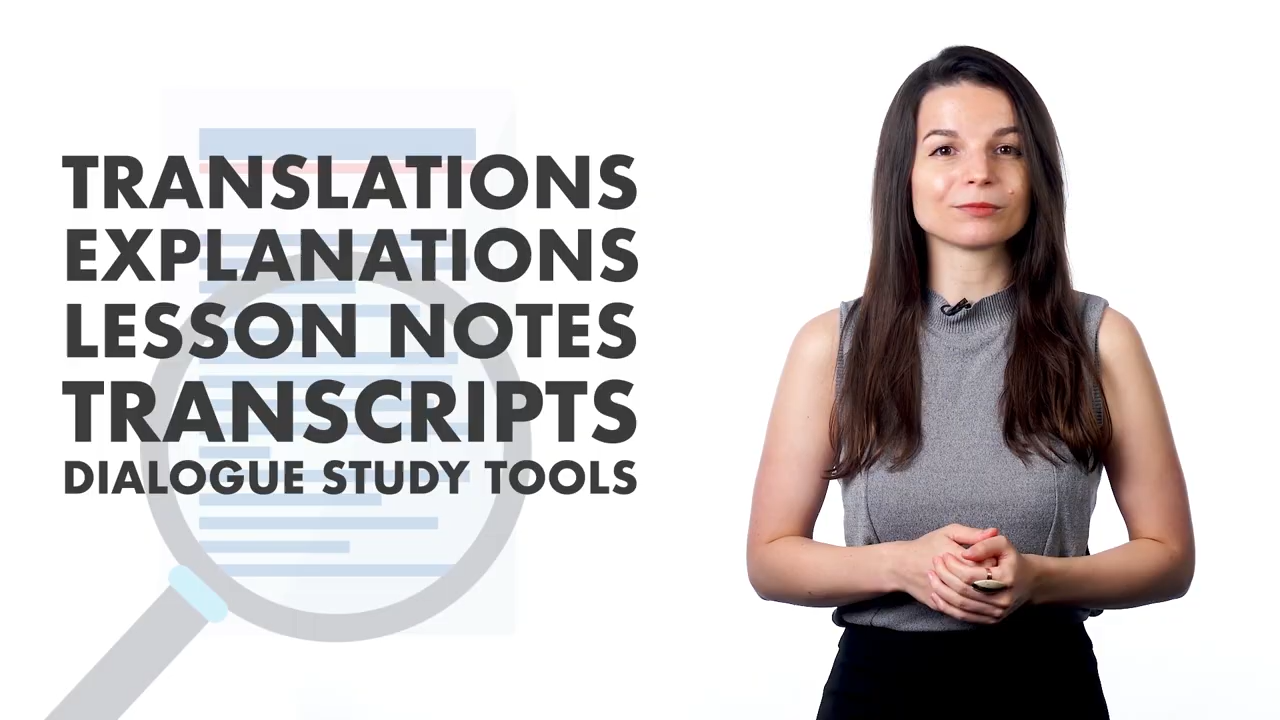 TRANSLATIONS
EXPLANATIONS
LESSON NOTES
TRANSCRIPTS
DIALOGUE STUDY TOOLS